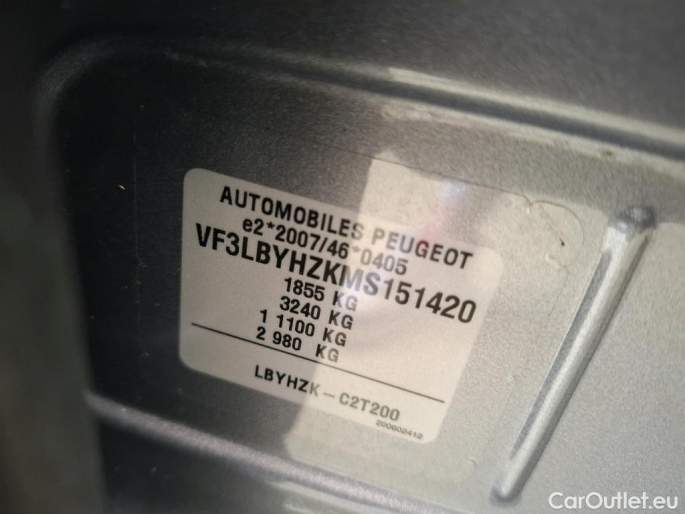 AUTOMOBILES PEUGEOT
e2*2007/46*0405
VF3LBYHZKMS151420
1855 KG
3240 KG
1 1100 KG
2 980 KG
LBYHZK-C2T200
200602412
CarOutlet.eu